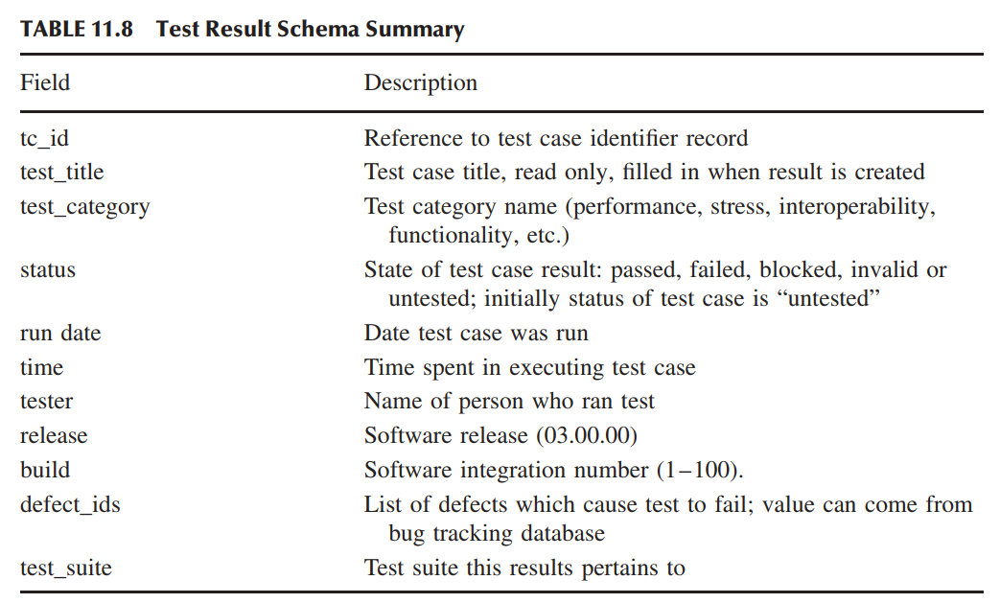 TABLE 11.8 Test Result Schema Summary
Field Description
tc_id Reference to test case identifier record
test_title Test case title, read only, filled in when result is created
test_category Test category name (performance, stress, interoperability,
functionality, etc.)
status State of test case result: passed, failed, blocked, invalid or
untested; initially status of test case is “untested”
run date Date test case was run
time Time spent in executing test case
tester Name of person who ran test
release Software release (03.00.00)
build Software integration number (1–100).
defect_ids List of defects which cause test to fail; value can come from
bug tracking database
test_suite Test suite this results pertains to